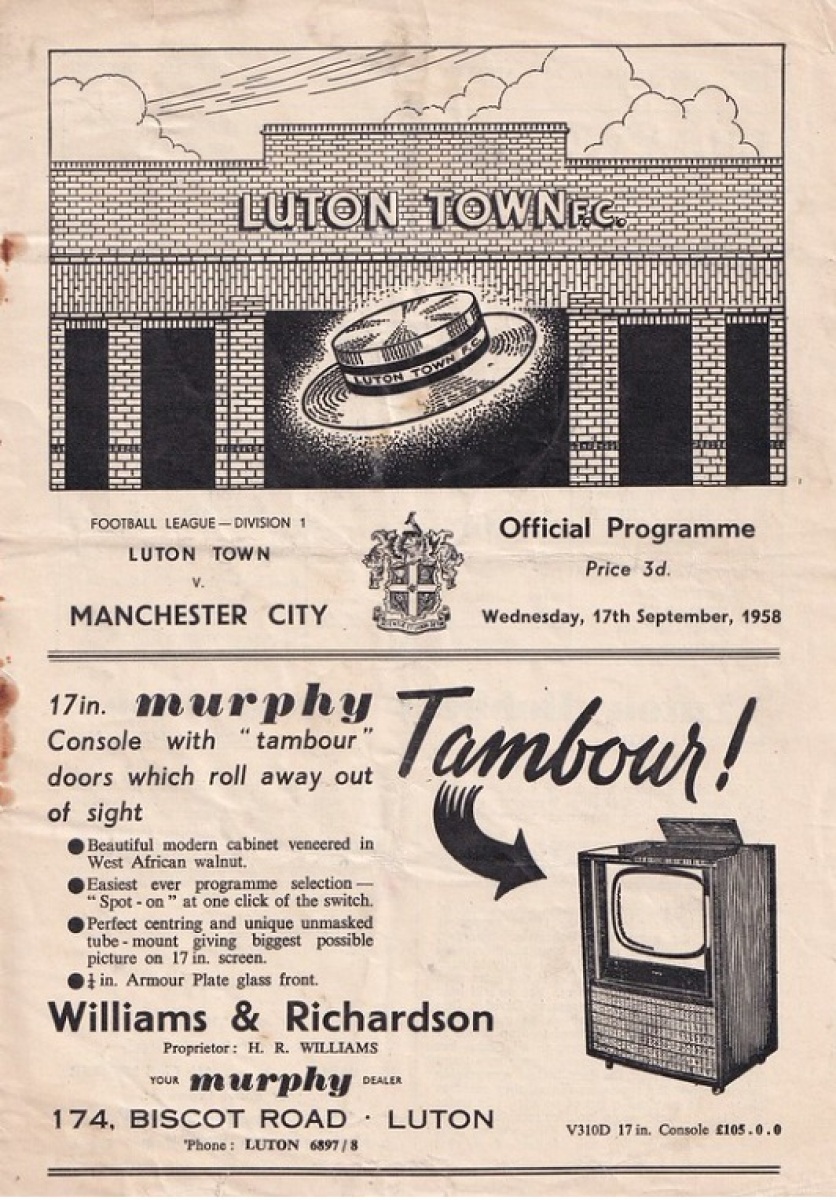 LUTON TOWN F.C.
LUTON TOWN F.C.
FOOTBALL LEAGUE — DIVISION 1
LUTON TOWN
v.
MANCHESTER CITY
Official Programme
Price 3d.
Wednesday, 17th September, 1958
17in. murphy
Console with "tambour"
doors which roll away out
of sight
Tambour!
● Beautiful modern cabinet veneered in
West African walnut.
● Easiest ever programme selection —
"Spot-on" at one click of the switch.
● Perfect centring and unique unmasked
tube-mount giving biggest possible
picture on 17 in. screen.
● ¼ in. Armour Plate glass front.
Williams & Richardson
Proprietor: H. R. WILLIAMS
YOUR murphy DEALER
174, BISCOT ROAD · LUTON
'Phone: LUTON 6897/8
V310D 17 in. Console £105.0.0